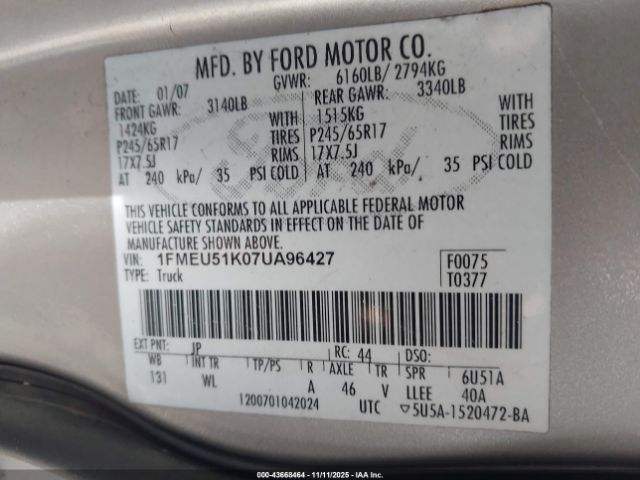 MFD. BY FORD MOTOR CO.
DATE: 01/07 GVWR: 6160LB/ 2794KG
FRONT GAWR: 3140LB REAR GAWR: 3340LB
1424KG WITH 1515KG WITH
P245/65R17 TIRES P245/65R17 TIRES
17X7.5J RIMS 17X7.5J RIMS
AT 240 kPa/ 35 PSI COLD AT 240 kPa/ 35 PSI COLD
THIS VEHICLE CONFORMS TO ALL APPLICABLE FEDERAL MOTOR
VEHICLE SAFETY STANDARDS IN EFFECT ON THE DATE OF
MANUFACTURE SHOWN ABOVE.
VIN: 1FMEU51K07UA96427 F0075
TYPE: Truck T0377
EXT PNT: JP RC: 44 DSO:
WB INT TR TP/PS R AXLE TR SPR 6U51A
131 WL A 46 V LLEE 40A
1200701042024 UTC 5U5A-1520472-BA
000-43668464 - 11/11/2025 - IAA Inc.